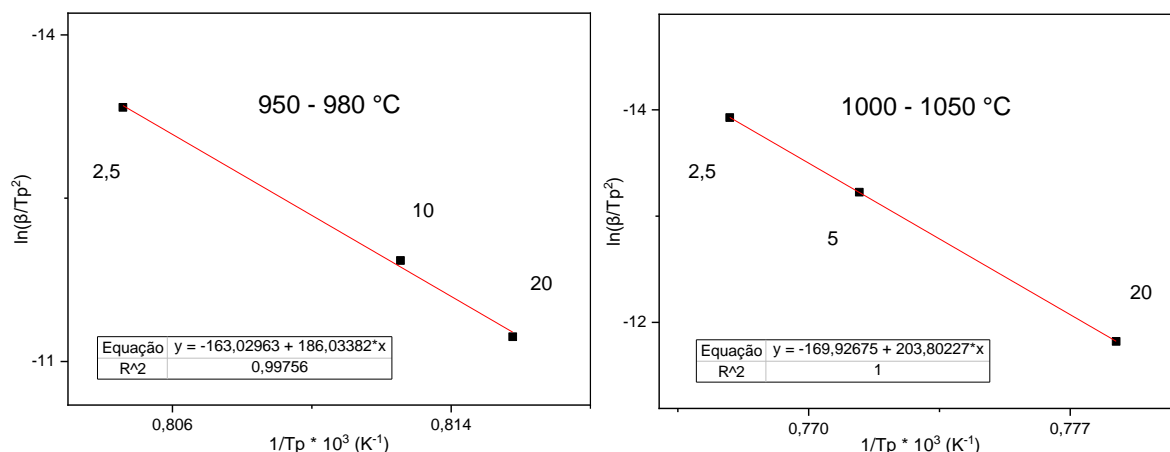 -14
950 - 980 °C
2,5
10
20
ln(β/Tp²)
-11
Equação y = -163,02963 + 186,03382*x
R^2 0,99756
0,806 0,814
1/Tp * 10³ (K⁻¹)
-14
1000 - 1050 °C
2,5
5
20
ln(β/Tp²)
-12
Equação y = -169,92675 + 203,80227*x
R^2 1
0,770 0,777
1/Tp * 10³ (K⁻¹)